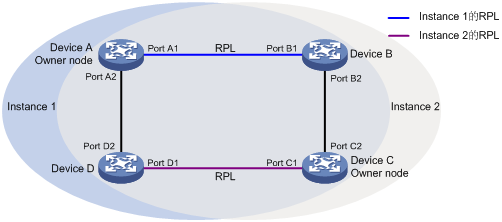 Instance 1的RPL
Instance 2的RPL
Device A
Owner node
Port A1
RPL
Port B1
Device B
Port A2
Port B2
Instance 1
Instance 2
Port D2
Port C2
Device D
Port D1
RPL
Port C1
Device C
Owner node